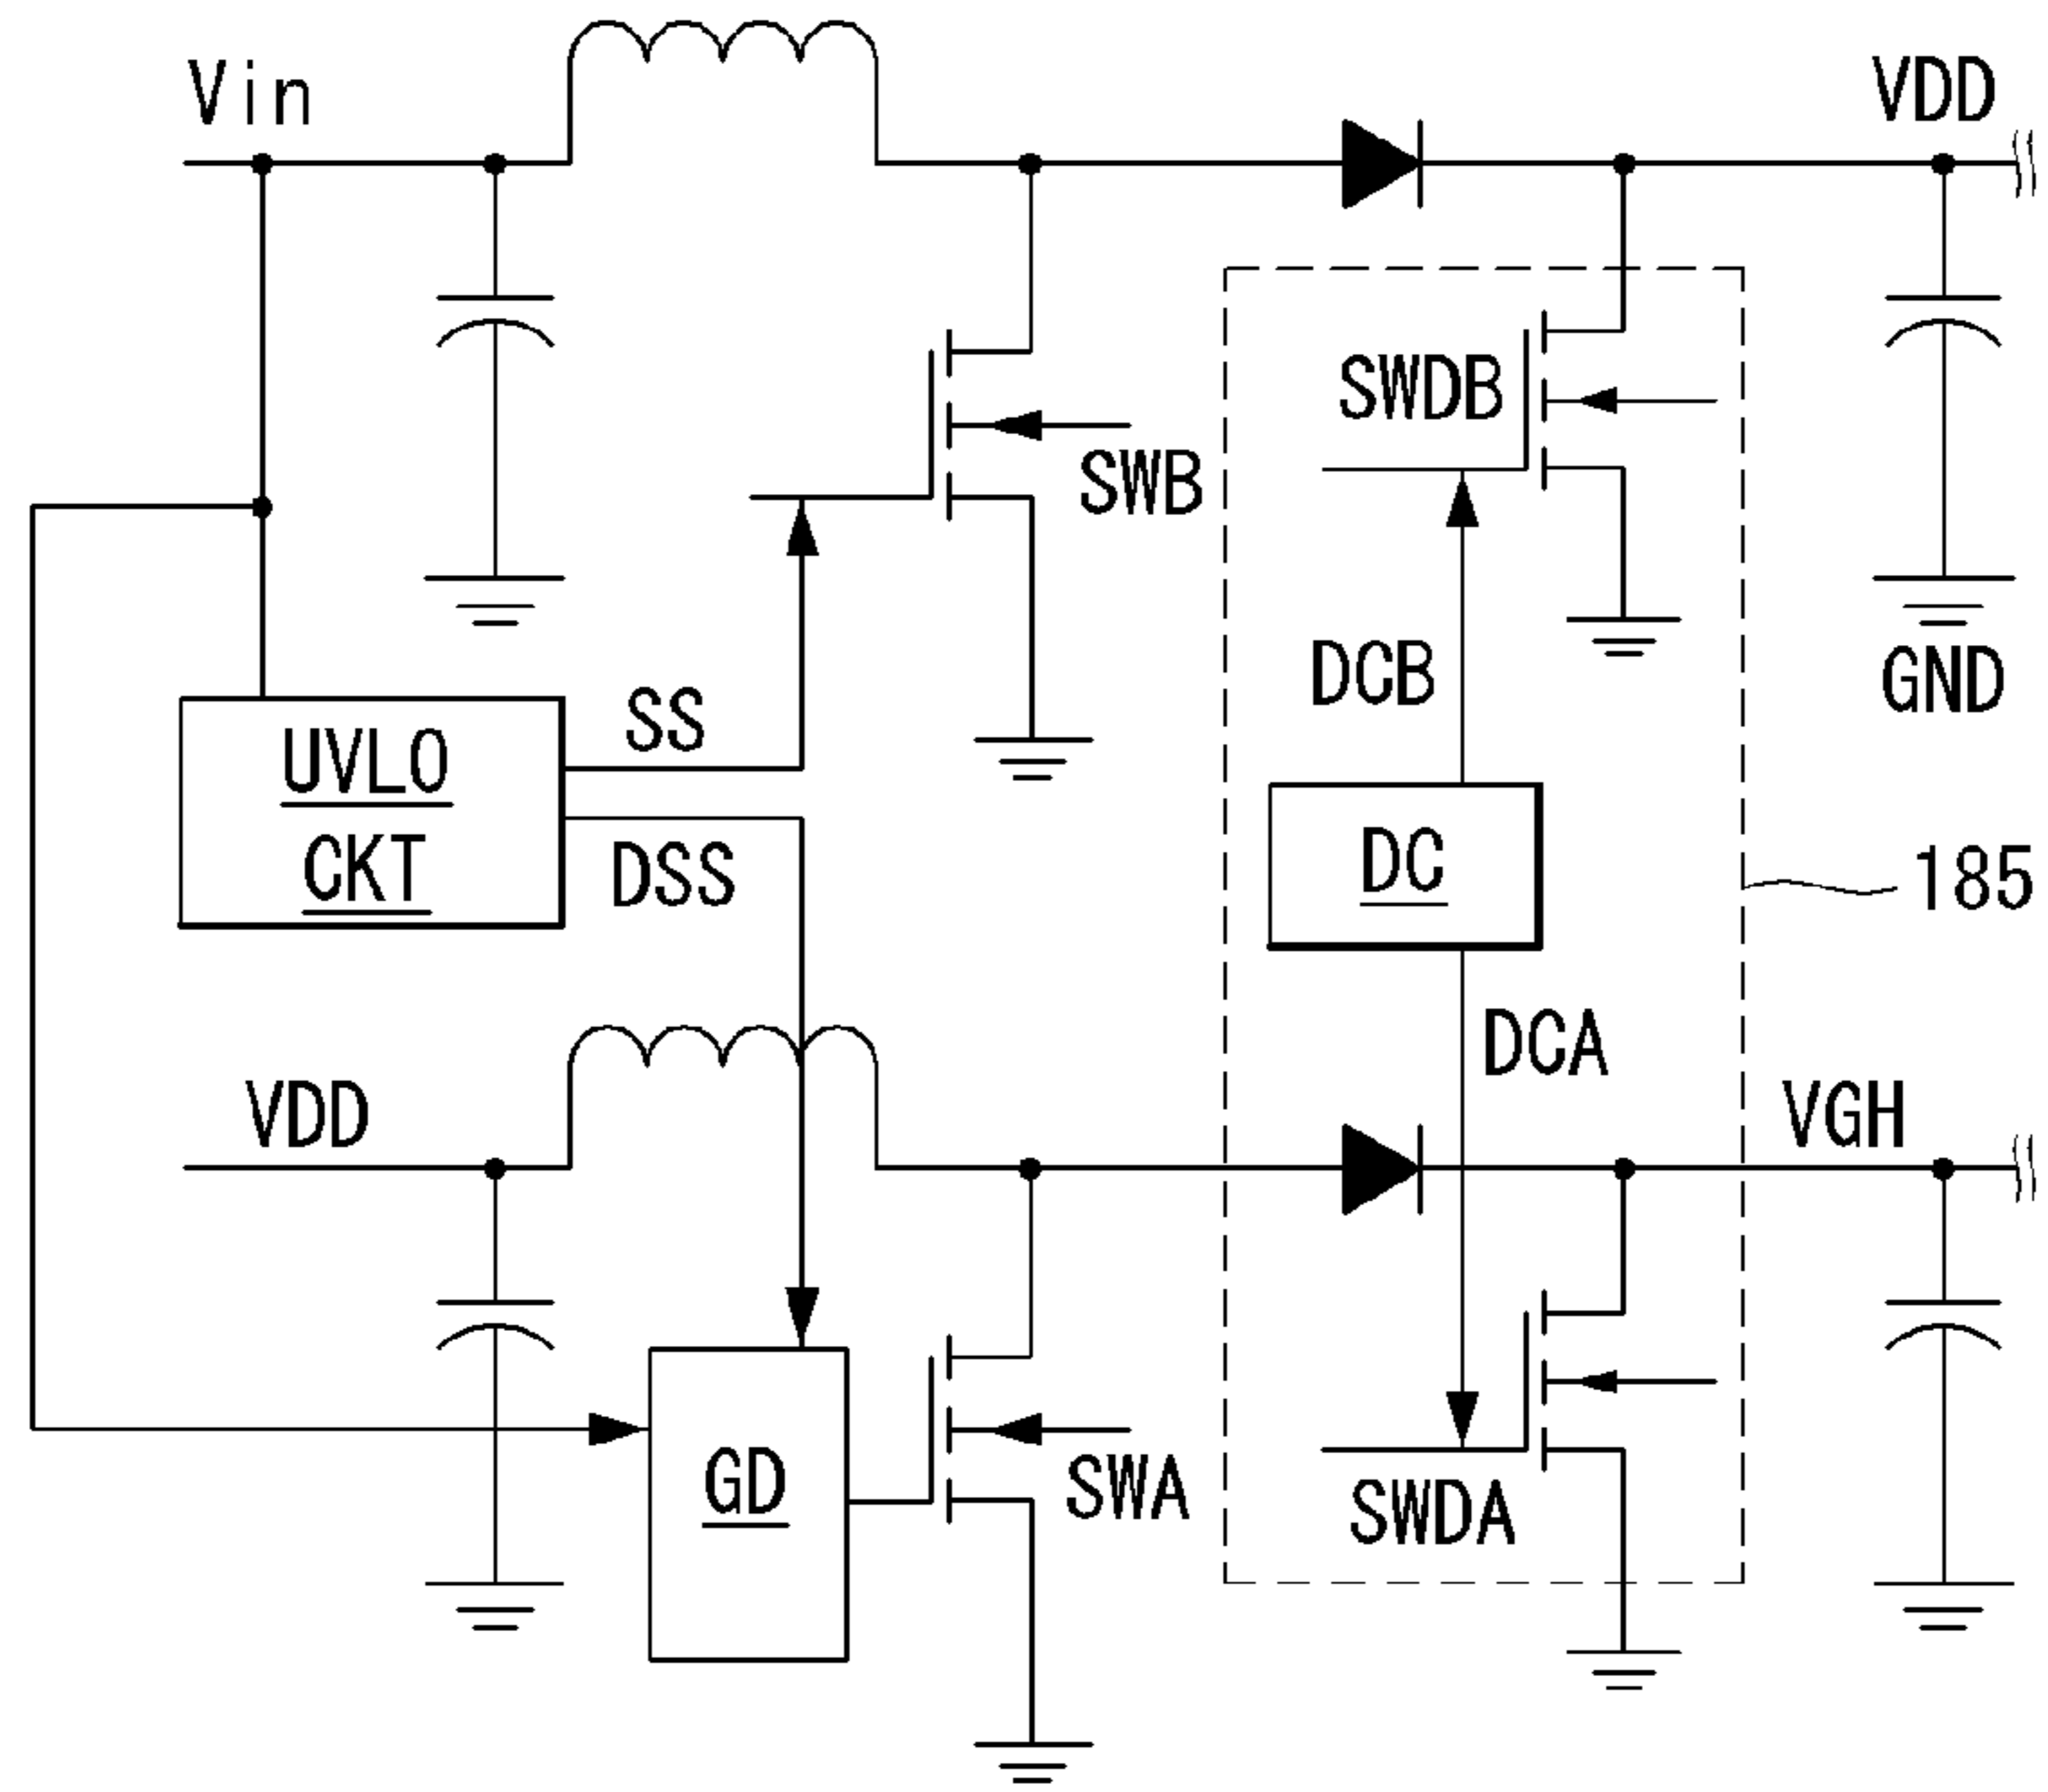 Vin
VDD
SWDB
SWB
DCB
GND
SS
UVLO
CKT
DSS
DC
185
DCA
VDD
VGH
GD
SWA
SWDA